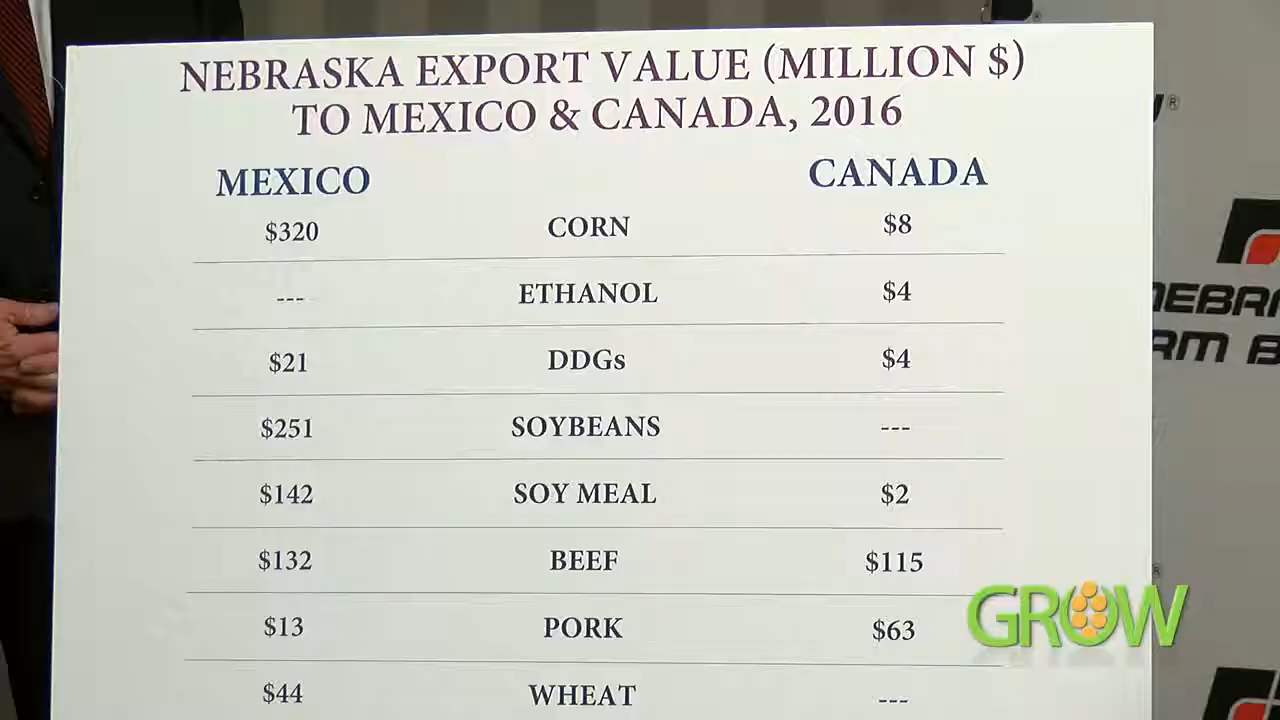 NEBRASKA EXPORT VALUE (MILLION $)
TO MEXICO & CANADA, 2016
MEXICO CANADA
$320 CORN $8
--- ETHANOL $4
$21 DDGs $4
$251 SOYBEANS ---
$142 SOY MEAL $2
$132 BEEF $115
$13 PORK $63
$44 WHEAT ---
GROW